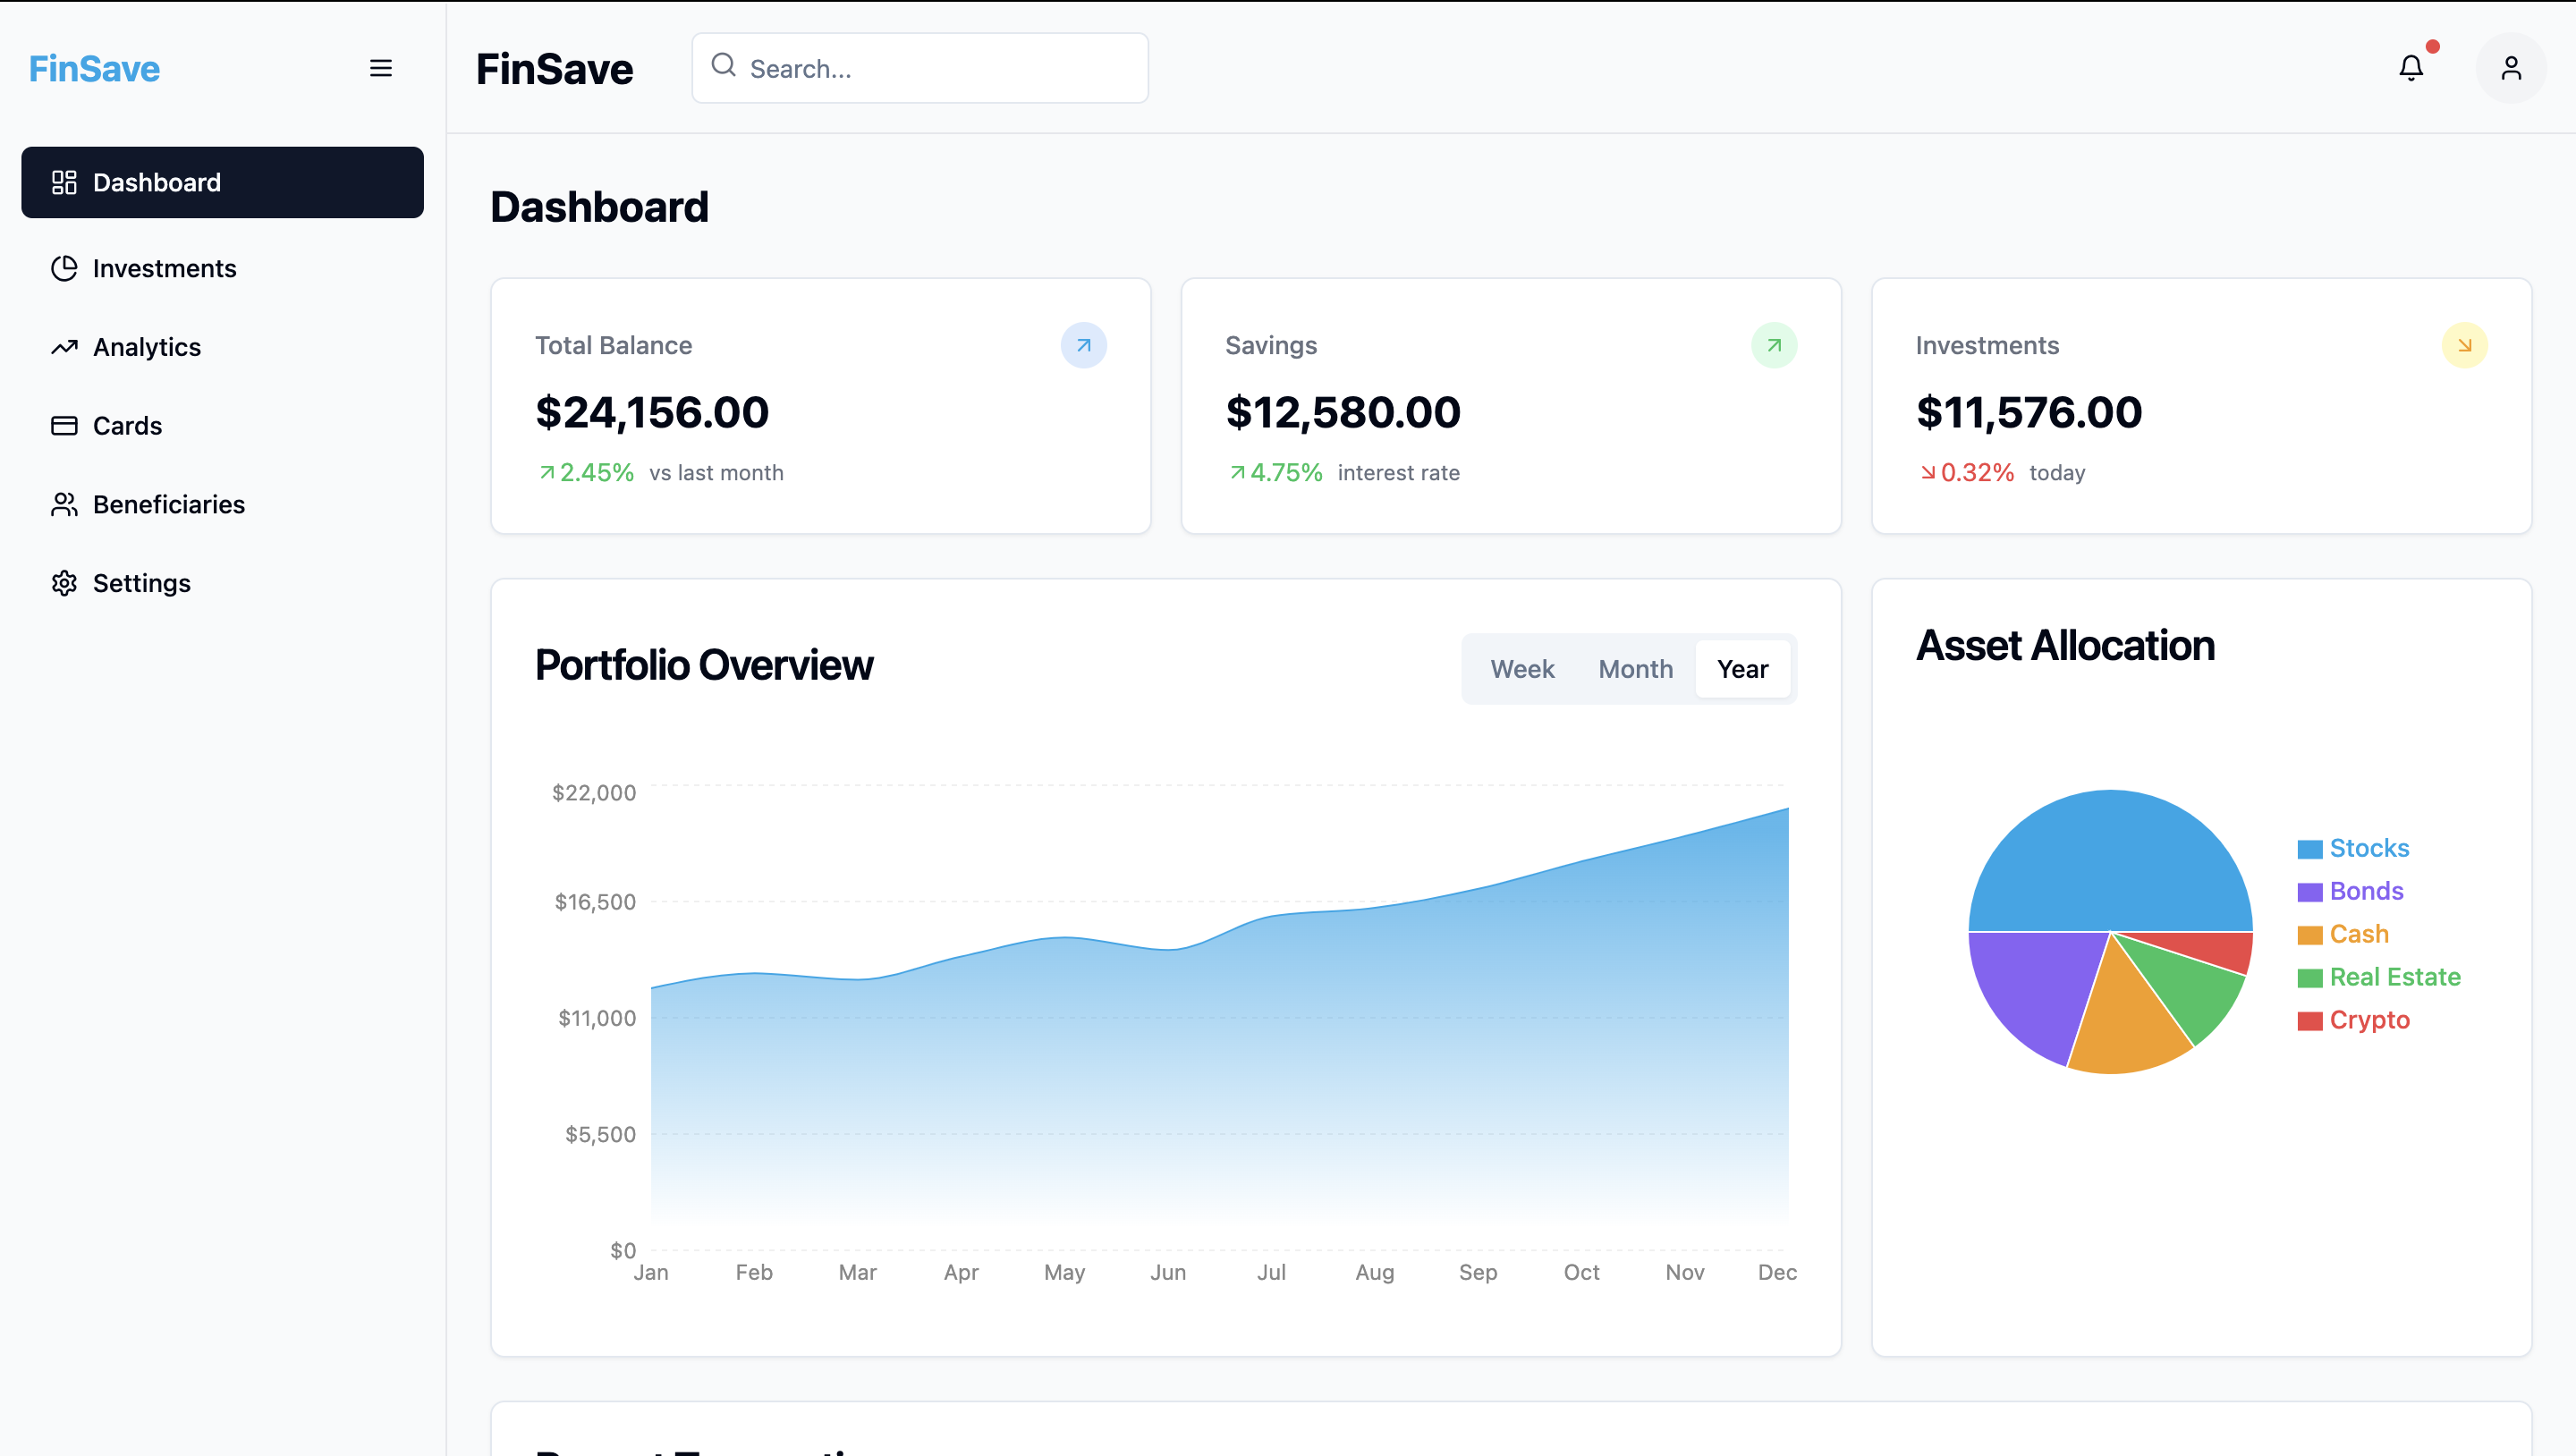 FinSave
Dashboard
Investments
Analytics
Cards
Beneficiaries
Settings
FinSave
Search...
Dashboard
Total Balance
$24,156.00
2.45% vs last month
Savings
$12,580.00
4.75% interest rate
Investments
$11,576.00
0.32% today
Portfolio Overview
Week Month Year
$22,000
$16,500
$11,000
$5,500
$0
Jan Feb Mar Apr May Jun Jul Aug Sep Oct Nov Dec
Asset Allocation
Stocks
Bonds
Cash
Real Estate
Crypto